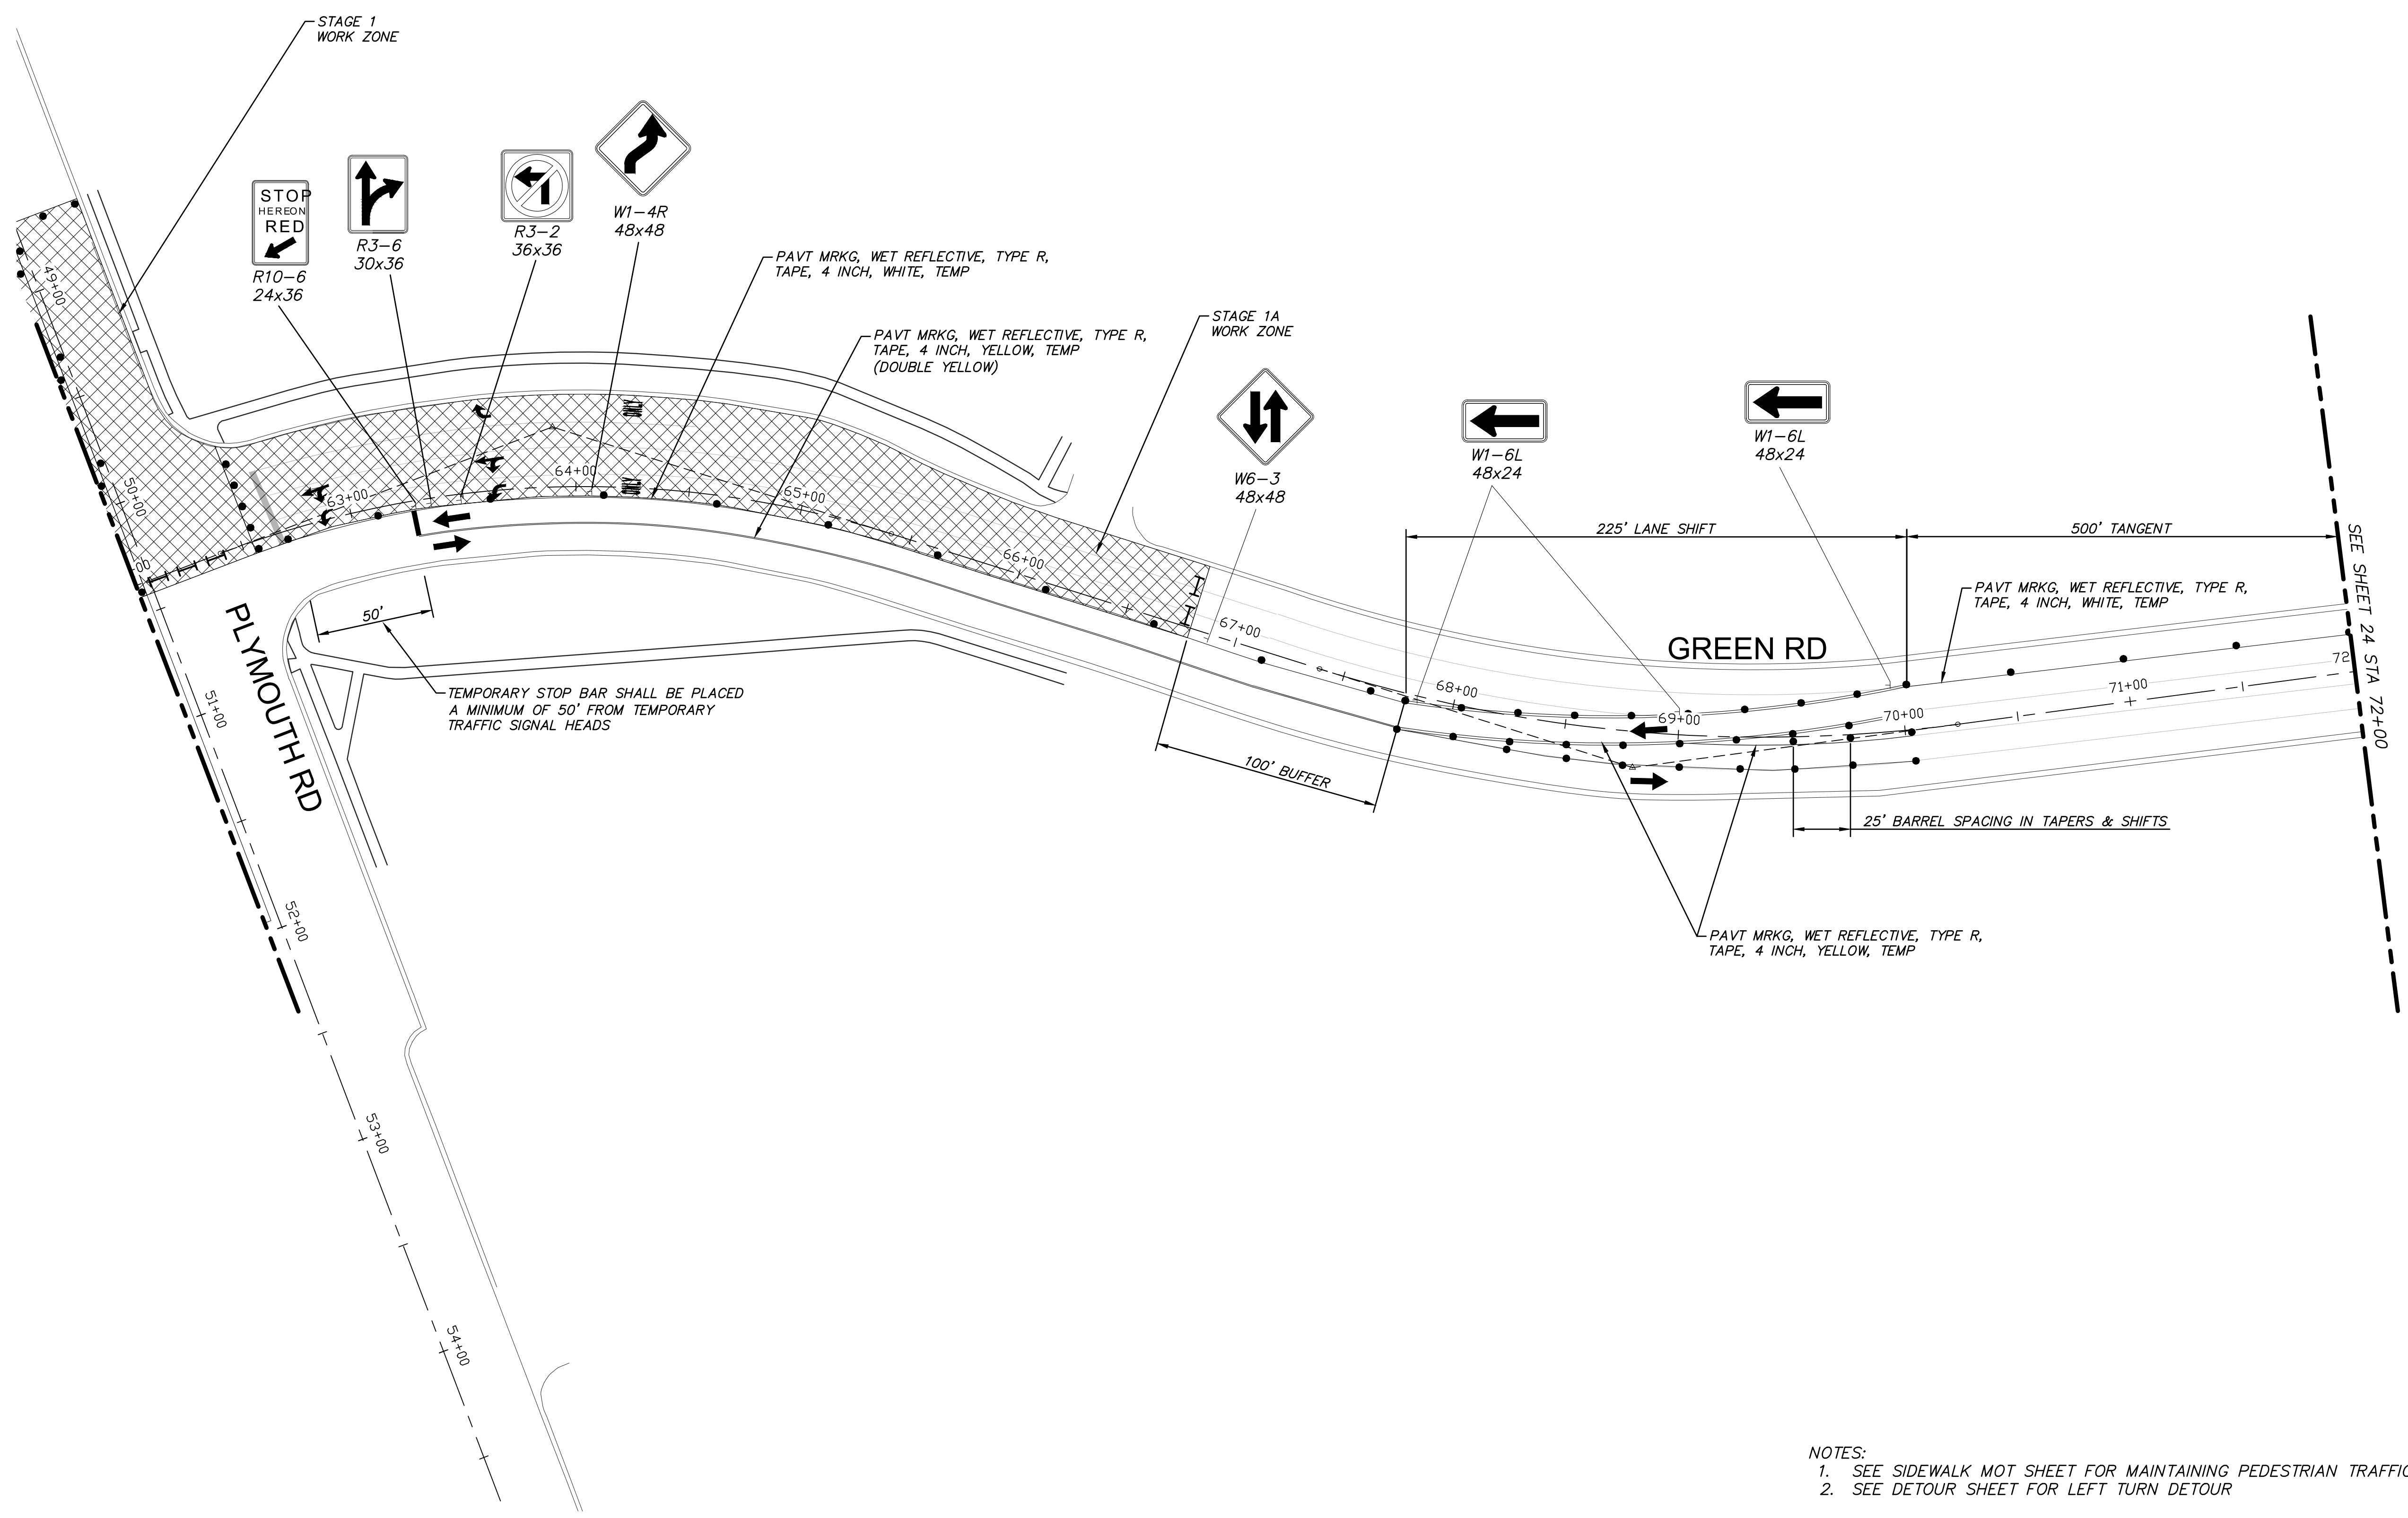 STAGE 1
WORK ZONE
STOP
HEREON
RED
R10-6
24x36
R3-6
30x36
R3-2
36x36
W1-4R
48x48
PAVT MRKG, WET REFLECTIVE, TYPE R,
TAPE, 4 INCH, WHITE, TEMP
PAVT MRKG, WET REFLECTIVE, TYPE R,
TAPE, 4 INCH, YELLOW, TEMP
(DOUBLE YELLOW)
STAGE 1A
WORK ZONE
W6-3
48x48
W1-6L
48x24
W1-6L
48x24
225' LANE SHIFT
500' TANGENT
PAVT MRKG, WET REFLECTIVE, TYPE R,
TAPE, 4 INCH, WHITE, TEMP
SEE SHEET 24 STA 72+00
GREEN RD
49+00
50+00
00
63+00
64+00
65+00
66+00
67+00
68+00
69+00
70+00
71+00
72
50'
TEMPORARY STOP BAR SHALL BE PLACED
A MINIMUM OF 50' FROM TEMPORARY
TRAFFIC SIGNAL HEADS
PLYMOUTH RD
100' BUFFER
25' BARREL SPACING IN TAPERS & SHIFTS
PAVT MRKG, WET REFLECTIVE, TYPE R,
TAPE, 4 INCH, YELLOW, TEMP
51+00
52+00
53+00
54+00
NOTES:
1. SEE SIDEWALK MOT SHEET FOR MAINTAINING PEDESTRIAN TRAFFIC
2. SEE DETOUR SHEET FOR LEFT TURN DETOUR